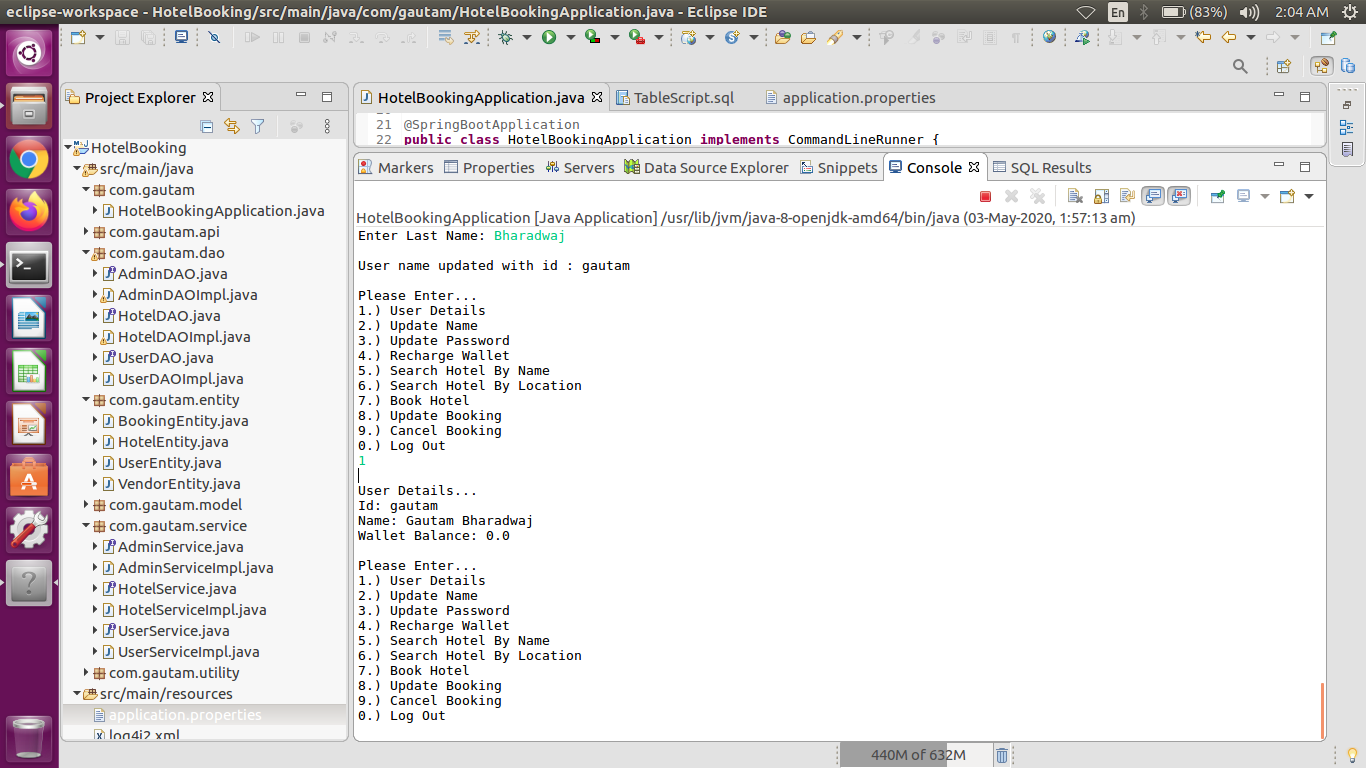 eclipse-workspace - HotelBooking/src/main/java/com/gautam/HotelBookingApplication.java - Eclipse IDE
En
(83%)
2:04 AM
Project Explorer
HotelBooking
src/main/java
com.gautam
HotelBookingApplication.java
com.gautam.api
com.gautam.dao
AdminDAO.java
AdminDAOImpl.java
HotelDAO.java
HotelDAOImpl.java
UserDAO.java
UserDAOImpl.java
com.gautam.entity
BookingEntity.java
HotelEntity.java
UserEntity.java
VendorEntity.java
com.gautam.model
com.gautam.service
AdminService.java
AdminServiceImpl.java
HotelService.java
HotelServiceImpl.java
UserService.java
UserServiceImpl.java
com.gautam.utility
src/main/resources
application.properties
log4j2.xml
HotelBookingApplication.java
TableScript.sql
application.properties
21 @SpringBootApplication
22 public class HotelBookingApplication implements CommandLineRunner {
Markers
Properties
Servers
Data Source Explorer
Snippets
Console
SQL Results
HotelBookingApplication [Java Application] /usr/lib/jvm/java-8-openjdk-amd64/bin/java (03-May-2020, 1:57:13 am)
Enter Last Name: Bharadwaj
User name updated with id : gautam
Please Enter...
1.) User Details
2.) Update Name
3.) Update Password
4.) Recharge Wallet
5.) Search Hotel By Name
6.) Search Hotel By Location
7.) Book Hotel
8.) Update Booking
9.) Cancel Booking
0.) Log Out
1
User Details...
Id: gautam
Name: Gautam Bharadwaj
Wallet Balance: 0.0
Please Enter...
1.) User Details
2.) Update Name
3.) Update Password
4.) Recharge Wallet
5.) Search Hotel By Name
6.) Search Hotel By Location
7.) Book Hotel
8.) Update Booking
9.) Cancel Booking
0.) Log Out
440M of 632M